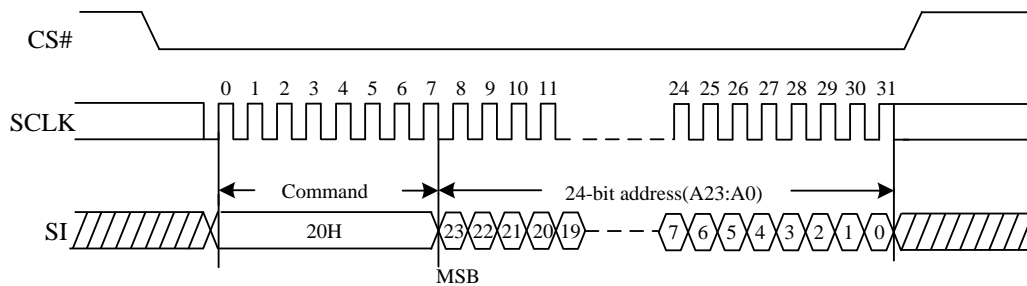 CS#
0 1 2 3 4 5 6 7 8 9 10 11 24 25 26 27 28 29 30 31
SCLK
Command 24-bit address(A23:A0)
SI 20H 23 22 21 20 19 7 6 5 4 3 2 1 0
MSB